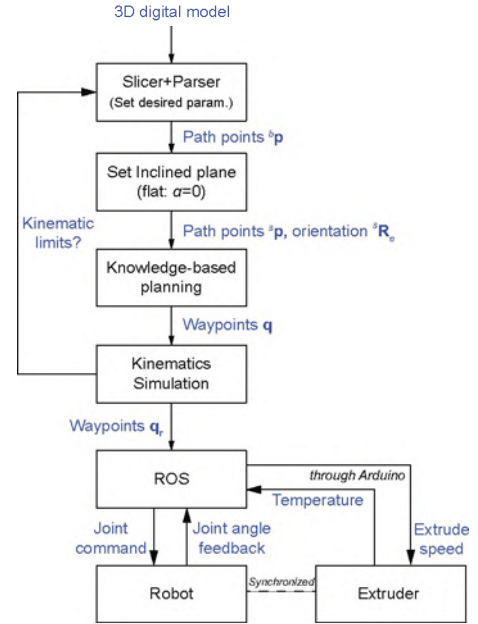 3D digital model
Slicer+Parser
(Set desired param.)
Path points ᵇp
Set Inclined plane
(flat: α=0)
Kinematic
limits?
Path points ˢp, orientation ˢRₑ
Knowledge-based
planning
Waypoints q
Kinematics
Simulation
Waypoints qᵣ
ROS
through Arduino
Temperature
Joint
command
Joint angle
feedback
Extrude
speed
Robot
Synchronized
Extruder